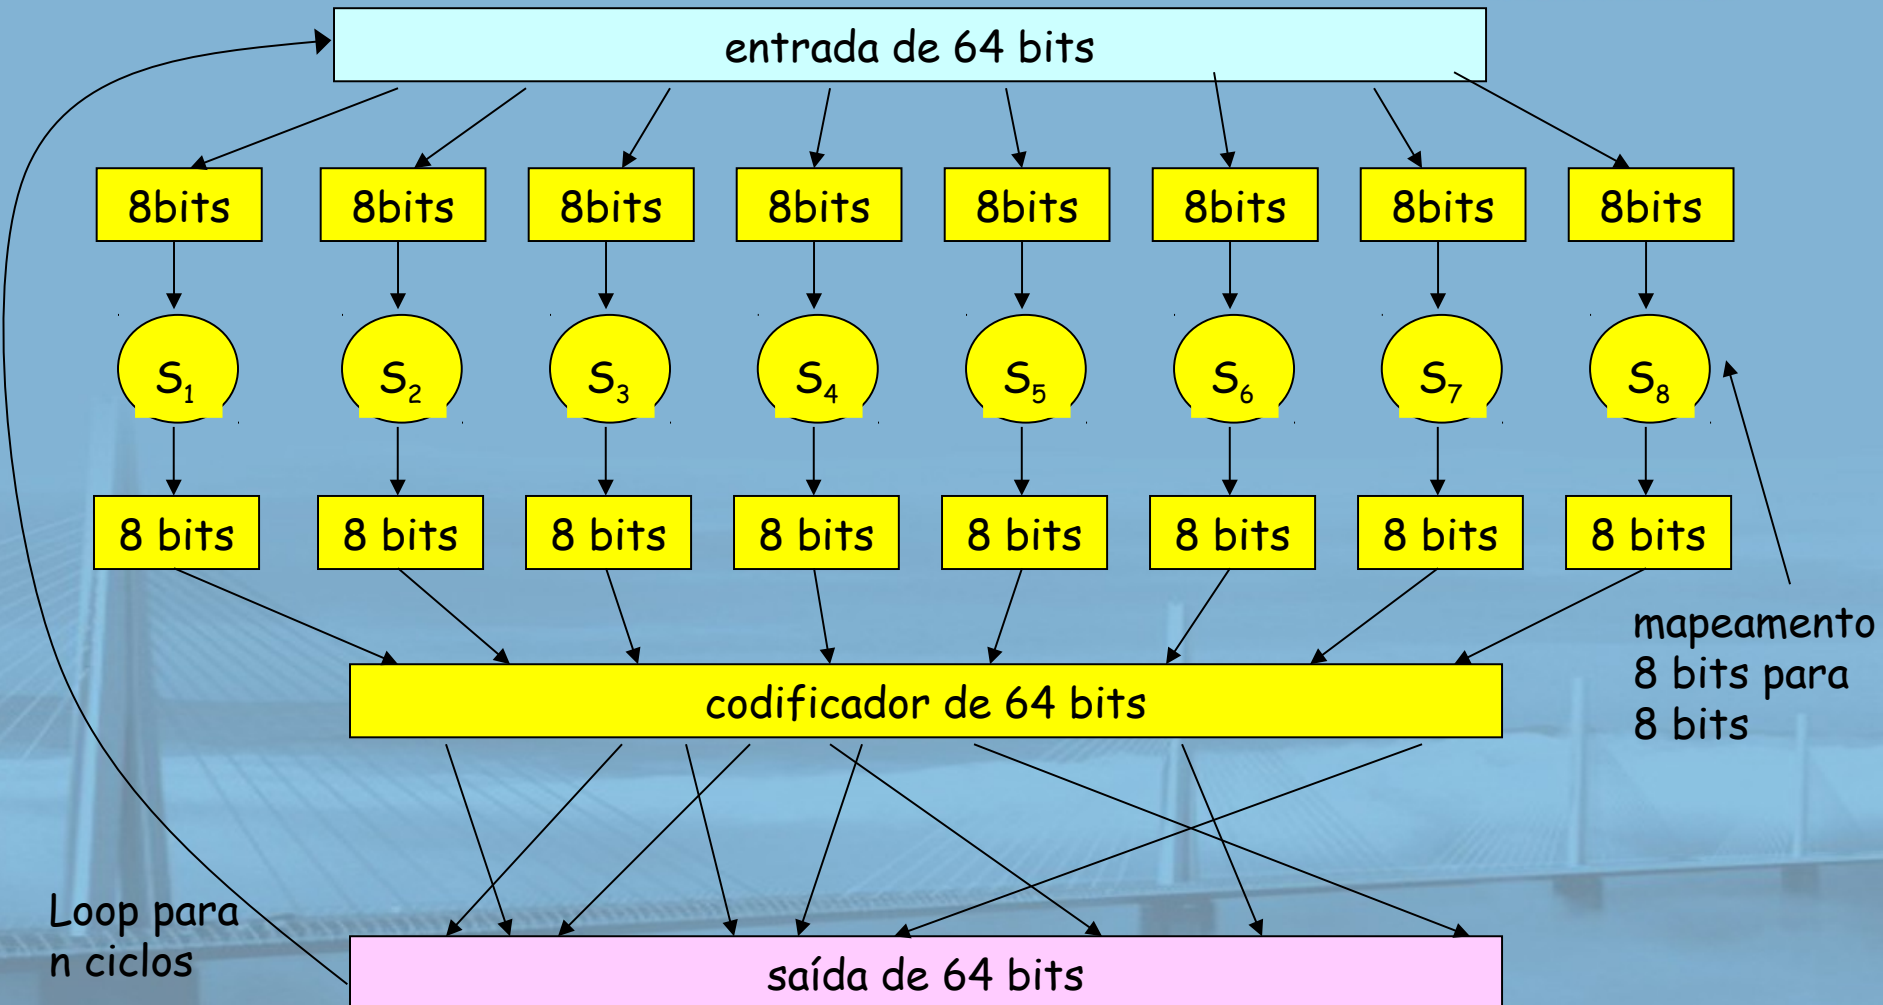 entrada de 64 bits
8bits 8bits 8bits 8bits 8bits 8bits 8bits 8bits
S₁ S₂ S₃ S₄ S₅ S₆ S₇ S₈
8 bits 8 bits 8 bits 8 bits 8 bits 8 bits 8 bits 8 bits
mapeamento
8 bits para
8 bits
codificador de 64 bits
Loop para
n ciclos
saída de 64 bits